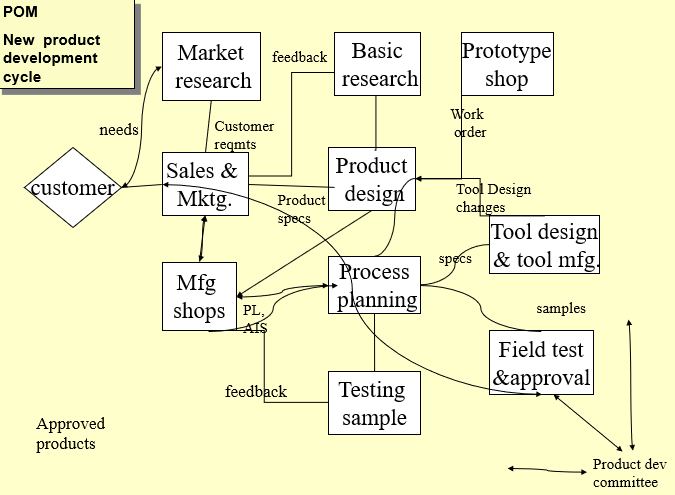 POM
New product
development
cycle
Market
research
feedback
Basic
research
Prototype
shop
needs
Customer
reqmts
Work
order
customer
Sales &
Mktg.
Product
design
Product
specs
Tool Design
changes
Tool design
& tool mfg.
specs
Mfg
shops
PL,
AIS
Process
planning
samples
Field test
&approval
feedback
Testing
sample
Approved
products
Product dev
committee